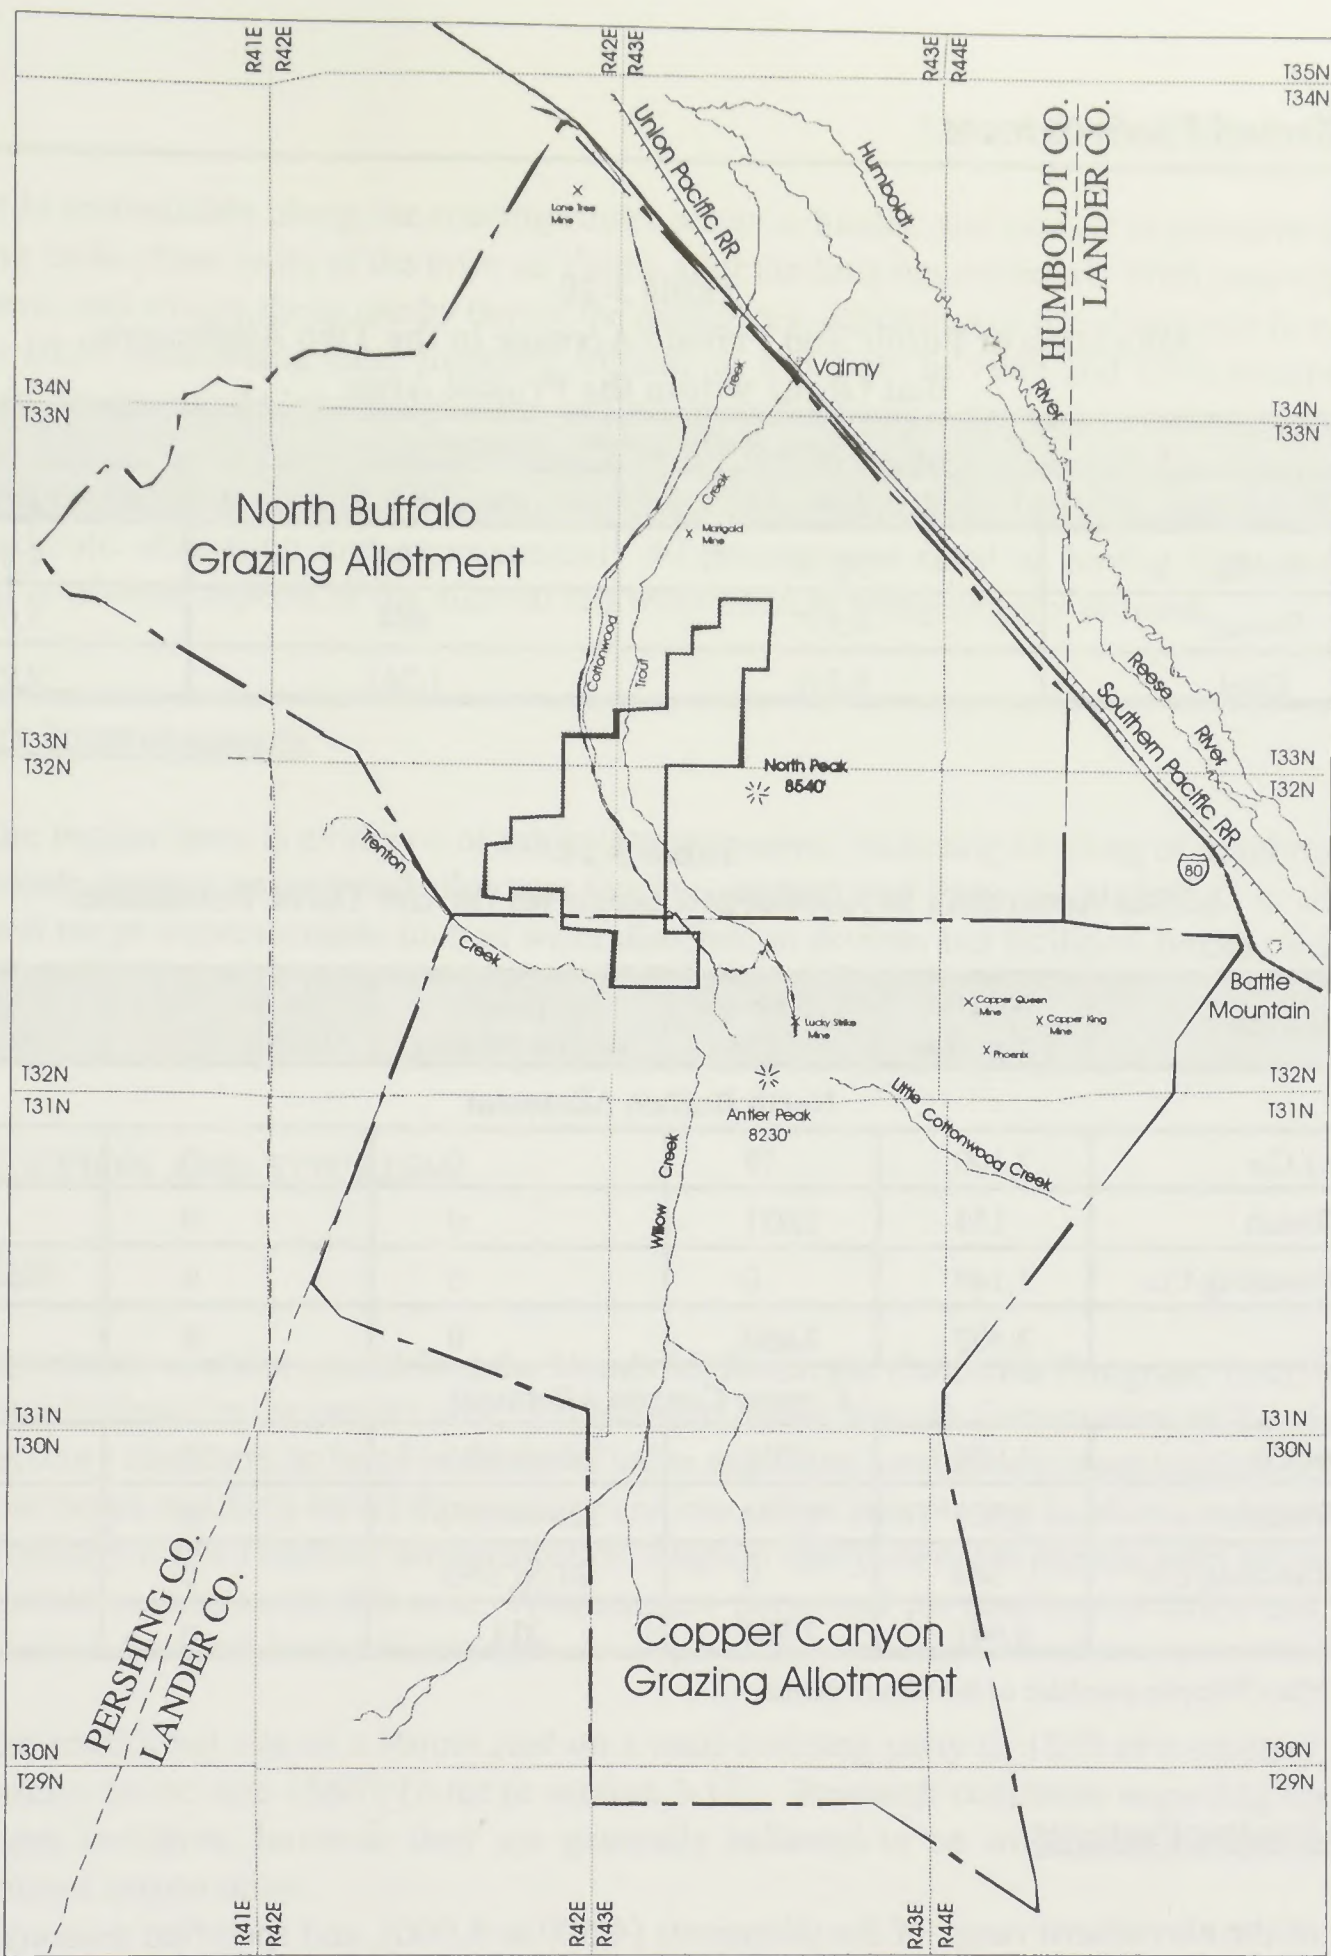 R41E
R42E
R42E
R43E
R43E
R44E
T35N
T34N
HUMBOLDT CO.
LANDER CO.
Union Pacific RR
Humboldt
River
Lone Tree
Mine
Creek
Valmy
T34N
T33N
T34N
T33N
Creek
Marigold
Mine
North Buffalo
Grazing Allotment
Cottonwood
Trout
Reese
River
Southern Pacific RR
T33N
T32N
T33N
T32N
North Peak
8540'
Trenton
Creek
80
Battle
Mountain
Copper Queen
Mine
Copper King
Mine
Lucky Strike
Mine
Phoenix
T32N
T31N
T32N
T31N
Antler Peak
8230'
Little Cottonwood Creek
Willow
Creek
T31N
T30N
T31N
T30N
PERSHING CO.
LANDER CO.
Copper Canyon
Grazing Allotment
T30N
T29N
T30N
T29N
R41E
R42E
R42E
R43E
R43E
R44E